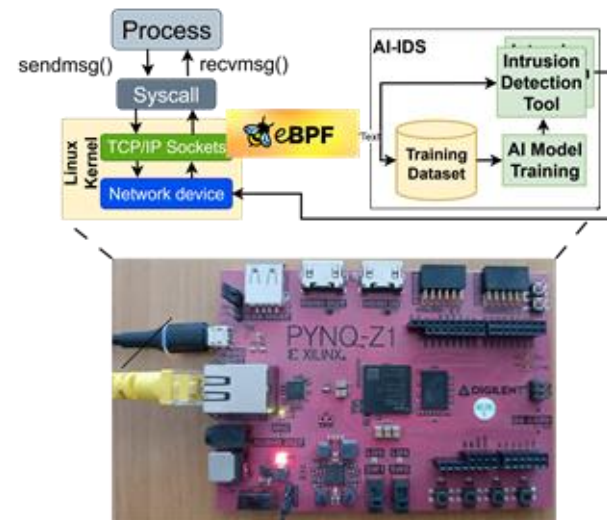 Process
sendmsg()
recvmsg()
Syscall
Linux
Kernel
TCP/IP Sockets
Network device
eBPF
AI-IDS
Text
Intrusion
Detection
Tool
Training
Dataset
AI Model
Training
PYNQ-Z1
XILINX
DIGILENT